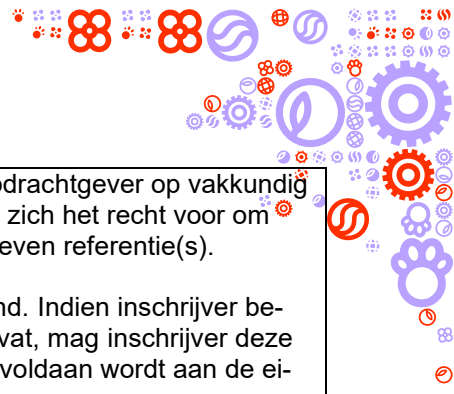 opdrachtgever op vakkundig
zich het recht voor om
even referentie(s).
nd. Indien inschrijver be-
vat, mag inschrijver deze
voldaan wordt aan de ei-